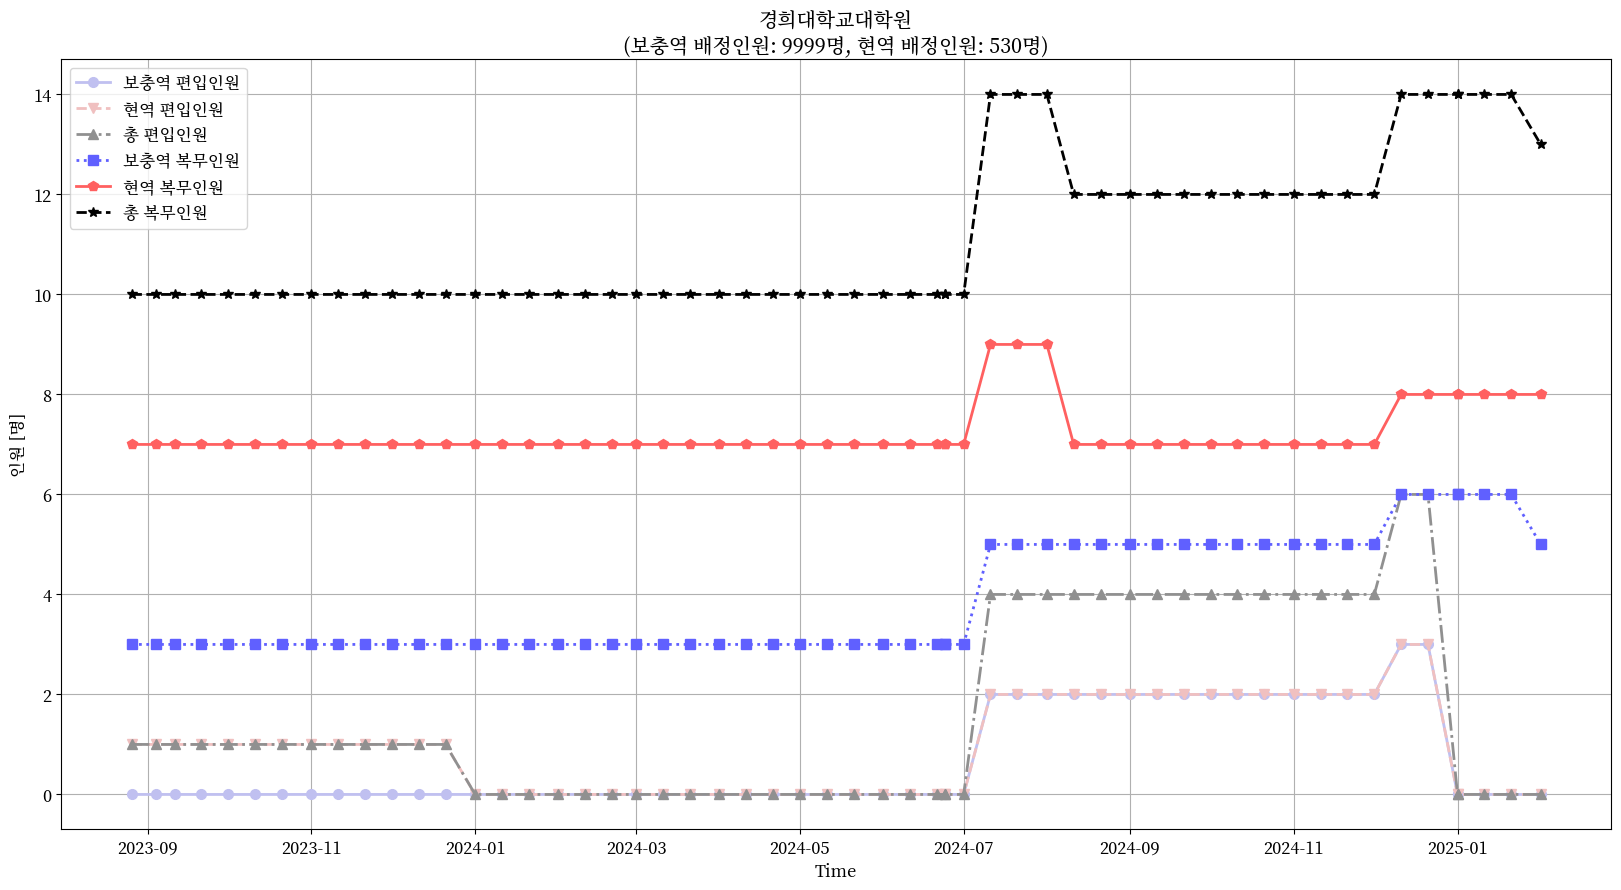 경희대학교대학원
(보충역 배정인원: 9999명, 현역 배정인원: 530명)
보충역 편입인원
현역 편입인원
총 편입인원
보충역 복무인원
현역 복무인원
총 복무인원
14
12
10
8
6
4
2
0
인원 [명]
2023-09
2023-11
2024-01
2024-03
2024-05
2024-07
2024-09
2024-11
2025-01
Time